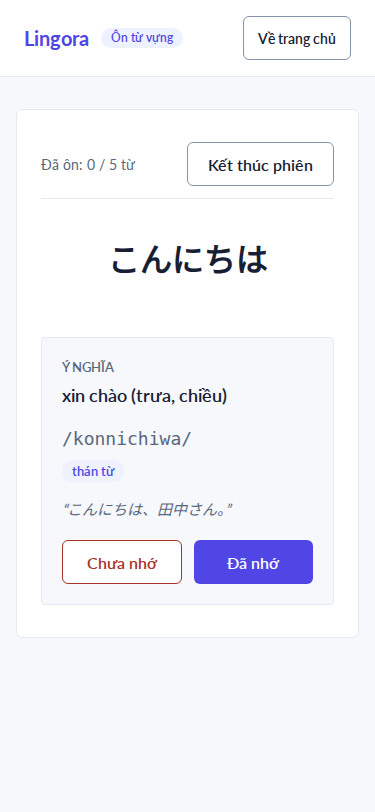 Lingora
Ôn từ vựng
Về trang chủ
Đã ôn: 0 / 5 từ
Kết thúc phiên
こんにちは
Ý NGHĨA
xin chào (trưa, chiều)
/konnichiwa/
thán từ
“こんにちは、田中さん。”
Chưa nhớ
Đã nhớ